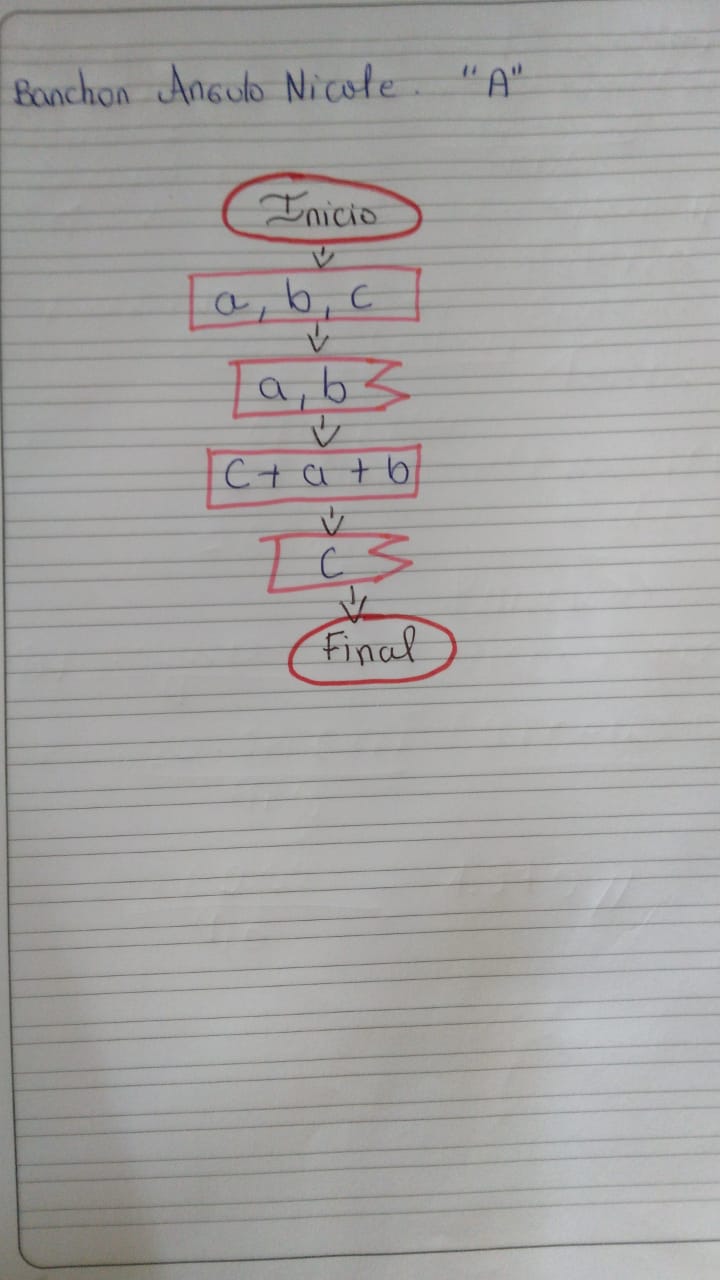 Banchon Angulo Nicole. "A"
Inicio
a, b, c
a, b
c + a + b
c
Final